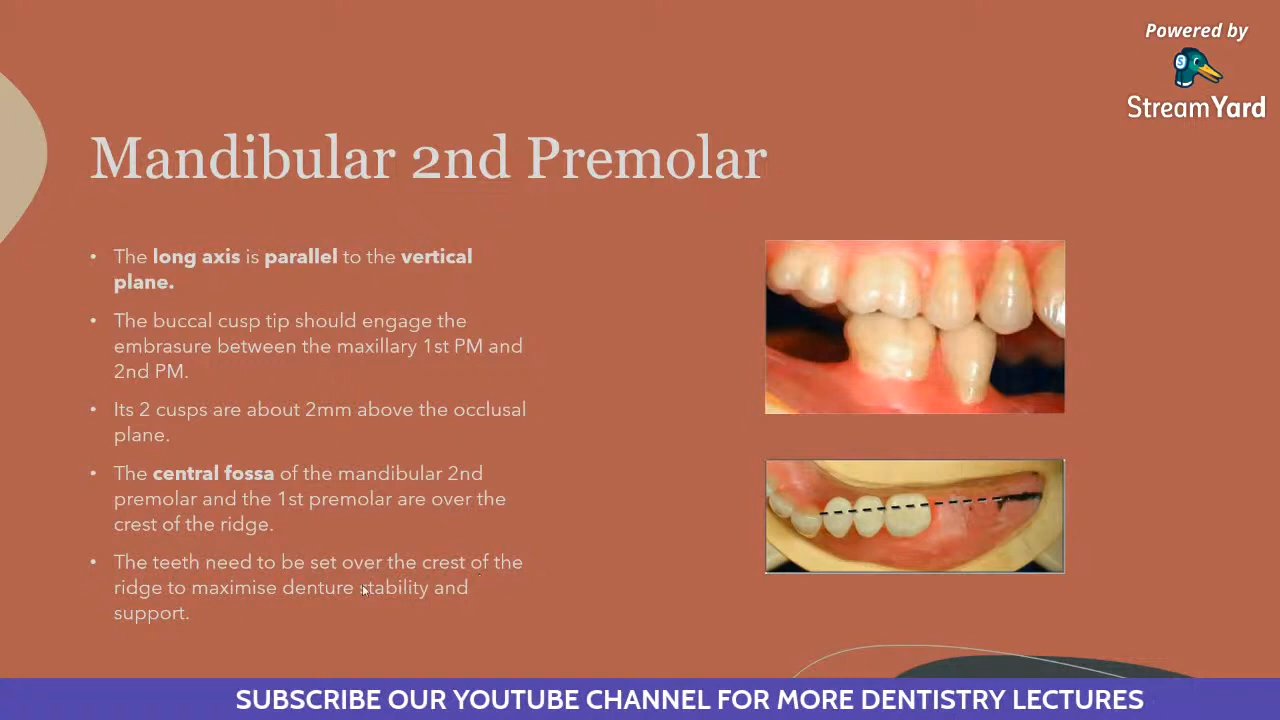 Powered by
StreamYard
Mandibular 2nd Premolar
• The long axis is parallel to the vertical
plane.
• The buccal cusp tip should engage the
embrasure between the maxillary 1st PM and
2nd PM.
• Its 2 cusps are about 2mm above the occlusal
plane.
• The central fossa of the mandibular 2nd
premolar and the 1st premolar are over the
crest of the ridge.
• The teeth need to be set over the crest of the
ridge to maximise denture stability and
support.
SUBSCRIBE OUR YOUTUBE CHANNEL FOR MORE DENTISTRY LECTURES